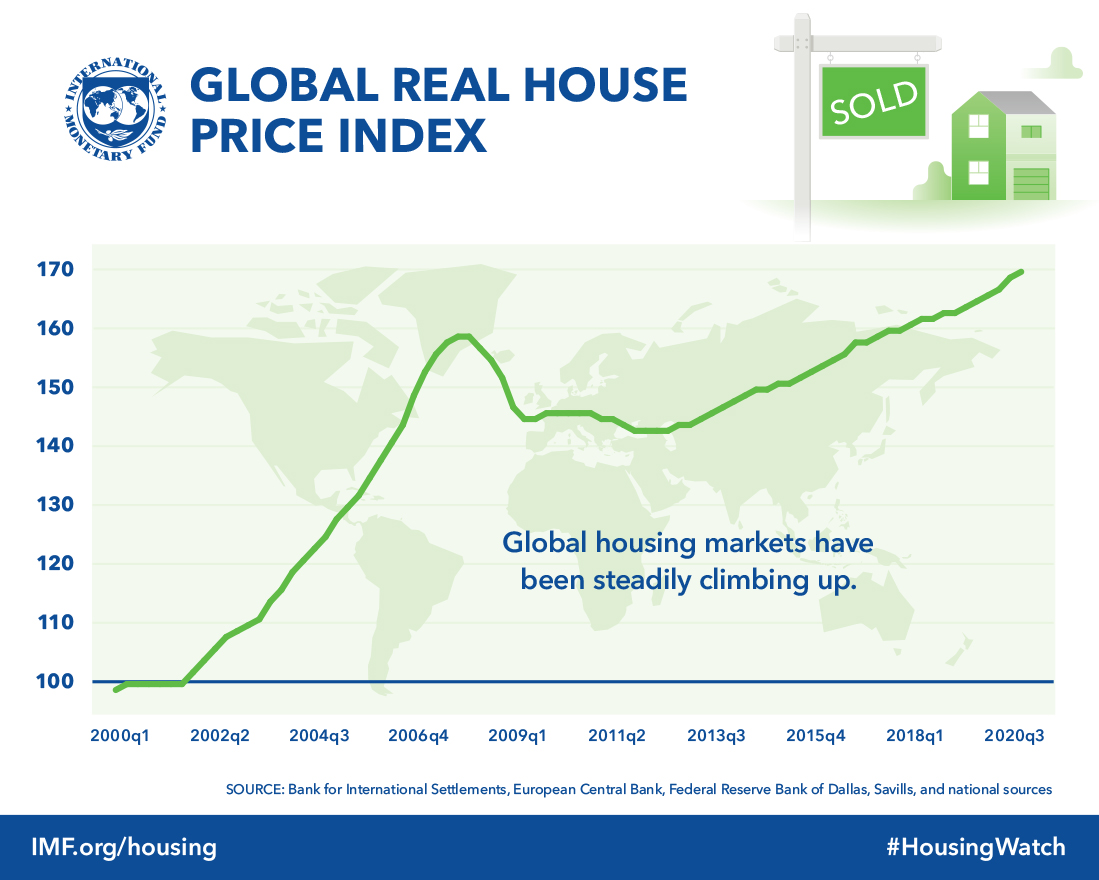 INTERNATIONAL
MONETARY FUND
GLOBAL REAL HOUSE
PRICE INDEX
SOLD
170
160
150
140
130
120
110
100
Global housing markets have
been steadily climbing up.
2000q1 2002q2 2004q3 2006q4 2009q1 2011q2 2013q3 2015q4 2018q1 2020q3
SOURCE: Bank for International Settlements, European Central Bank, Federal Reserve Bank of Dallas, Savills, and national sources
IMF.org/housing
#HousingWatch